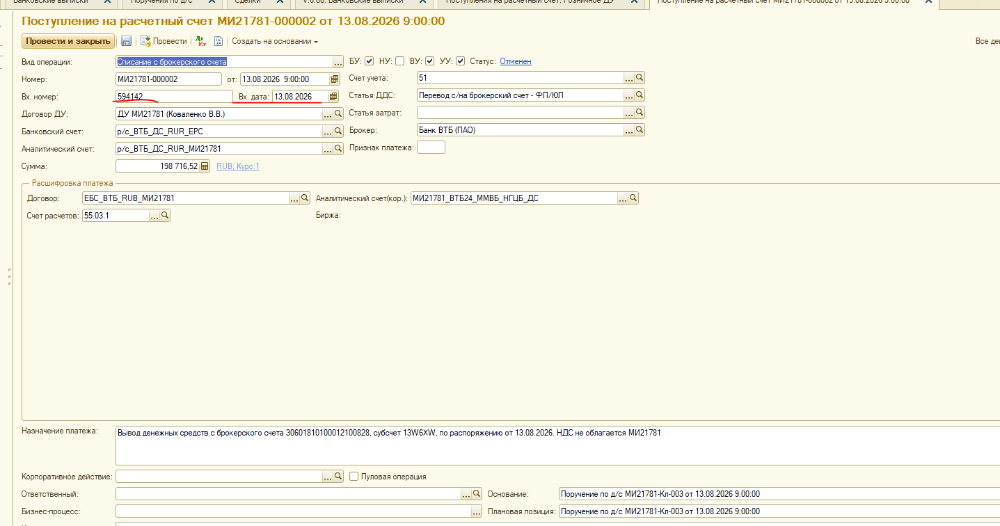 Банковские выписки Поручения по д/с Сделки V.6.00: Банковские выписки Поступления на расчетный счет: Розничное ДУ Поступление на расчетный счет МИ21781-000002 от 13.08.2026 9:00:00
Поступление на расчетный счет МИ21781-000002 от 13.08.2026 9:00:00
Провести и закрыть Провести Дт Кт Создать на основании Все
Вид операции: Списание с брокерского счета ... БУ: НУ: ВУ: УУ: Статус: Отменен
Номер: МИ21781-000002 от: 13.08.2026 9:00:00 Счет учета: 51 ...
Вх. номер: 594142 Вх. дата: 13.08.2026 Статья ДДС: Перевод с/на брокерский счет - ФЛ/ЮЛ ...
Договор ДУ: ДУ МИ21781 (Коваленко В.В.) ... Статья затрат: ...
Банковский счет: р/с_ВТБ_ДС_RUR_ЕРС ... Брокер: Банк ВТБ (ПАО) ...
Аналитический счет: р/с_ВТБ_ДС_RUR_МИ21781 ... Признак платежа:
Сумма: 198 716,52 RUB; Курс:1
Расшифровка платежа
Договор: ЕБС_ВТБ_RUB_МИ21781 ... Аналитический счет(кор.): МИ21781_ВТБ24_ММВБ_НГЦБ_ДС ...
Счет расчетов: 55.03.1 ... Биржа:
Назначение платежа: Вывод денежных средств с брокерского счета 30601810100012100828, субсчет 13W6XW, по распоряжению от 13.08.2026. НДС не облагается МИ21781
Корпоративное действие: ... Пуловая операция
Ответственный: ... Основание: Поручение по д/с МИ21781-Кл-003 от 13.08.2026 9:00:00
Бизнес-процесс: ... Плановая позиция: Поручение по д/с МИ21781-Кл-003 от 13.08.2026 9:00:00